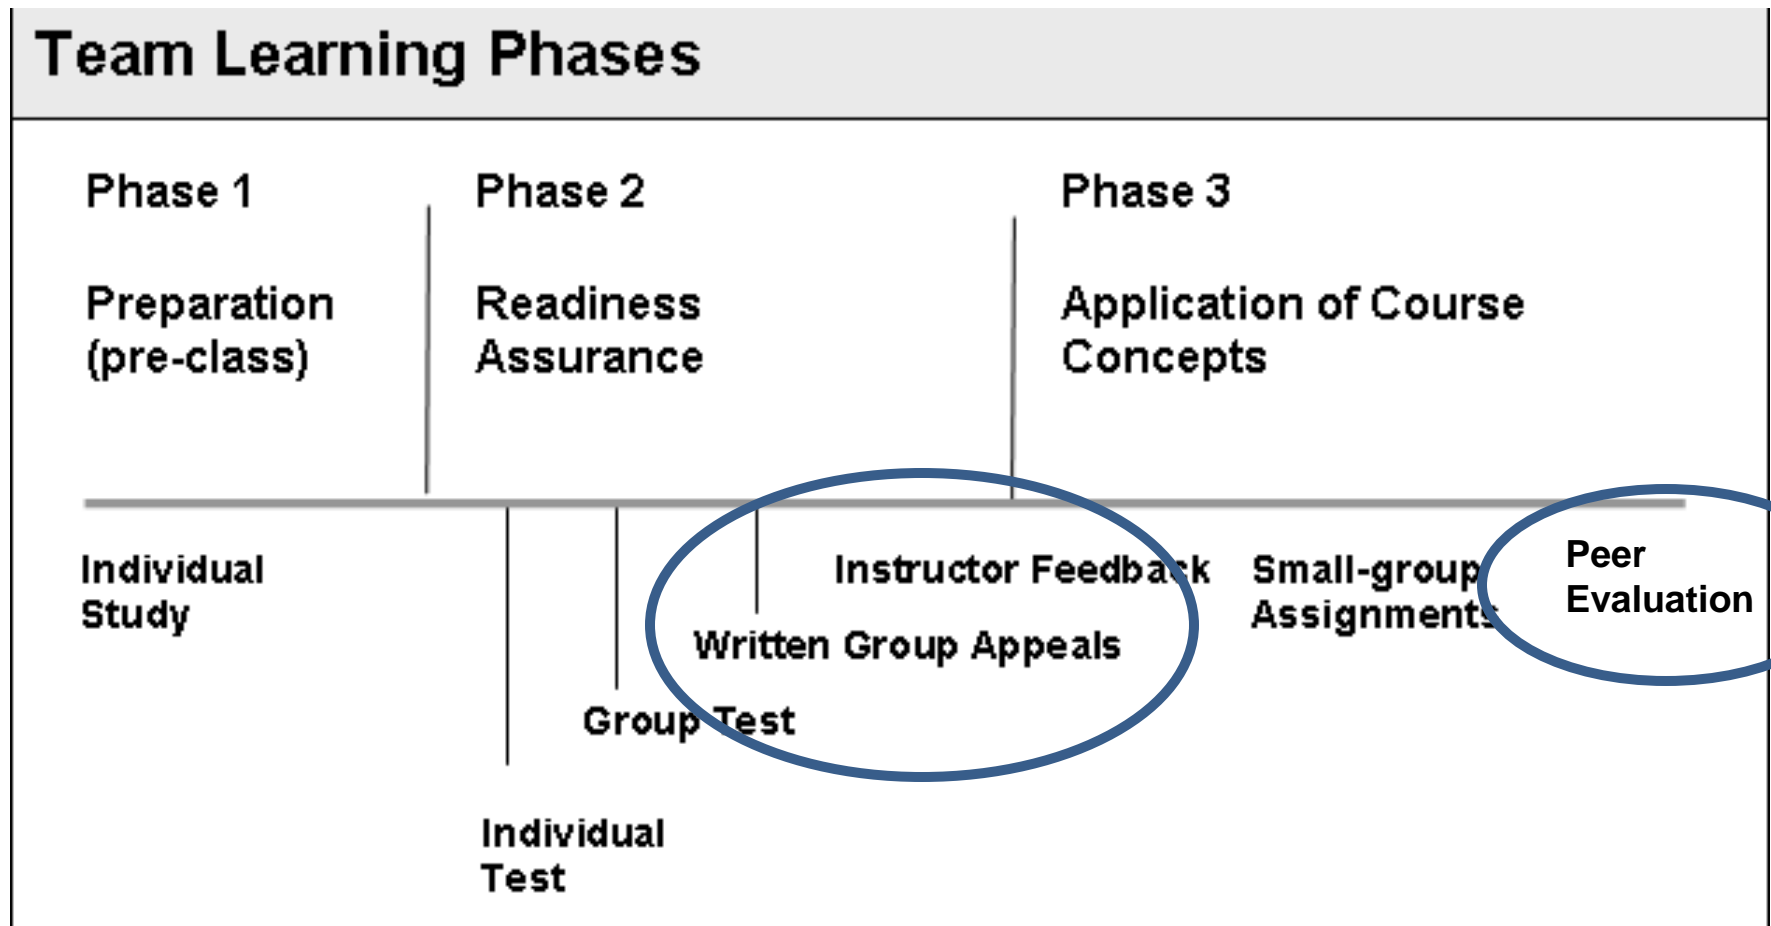 Team Learning Phases
Phase 1
Preparation
(pre-class)
Phase 2
Readiness
Assurance
Phase 3
Application of Course
Concepts
Individual
Study
Individual
Test
Group Test
Written Group Appeals
Instructor Feedback
Small-group
Assignments
Peer
Evaluation